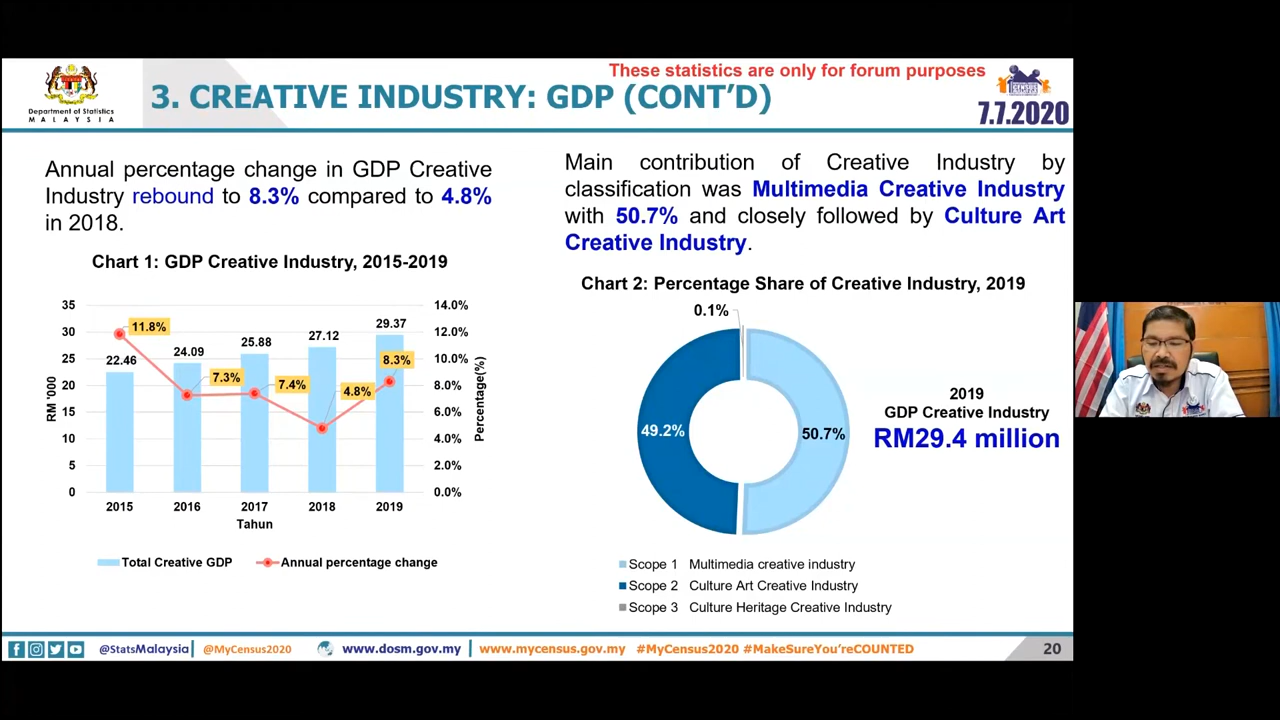 These statistics are only for forum purposes
Department of Statistics
MALAYSIA
3. CREATIVE INDUSTRY: GDP (CONT'D)
7.7.2020
Annual percentage change in GDP Creative
Industry rebound to 8.3% compared to 4.8%
in 2018.
Chart 1: GDP Creative Industry, 2015-2019
35
30
25
20
15
10
5
0
RM '000
14.0%
12.0%
10.0%
8.0%
6.0%
4.0%
2.0%
0.0%
Percentage(%)
22.46
24.09
25.88
27.12
29.37
11.8%
7.3%
7.4%
4.8%
8.3%
2015 2016 2017 2018 2019
Tahun
Total Creative GDP Annual percentage change
Main contribution of Creative Industry by
classification was Multimedia Creative Industry
with 50.7% and closely followed by Culture Art
Creative Industry.
Chart 2: Percentage Share of Creative Industry, 2019
0.1%
49.2%
50.7%
2019
GDP Creative Industry
RM29.4 million
Scope 1 Multimedia creative industry
Scope 2 Culture Art Creative Industry
Scope 3 Culture Heritage Creative Industry
@StatsMalaysia @MyCensus2020 www.dosm.gov.my www.mycensus.gov.my #MyCensus2020 #MakeSureYou'reCOUNTED
20